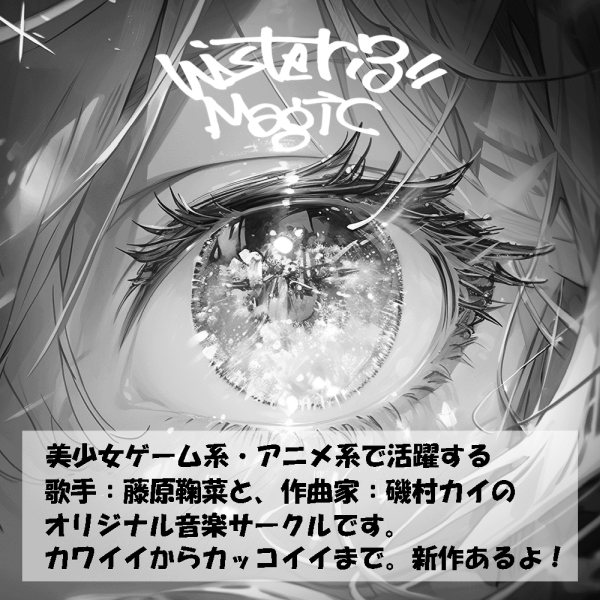 Wisteria
Magic
美少女ゲーム系・アニメ系で活躍する
歌手：藤原鞠菜と、作曲家：磯村カイの
オリジナル音楽サークルです。
カワイイからカッコイイまで。新作あるよ！